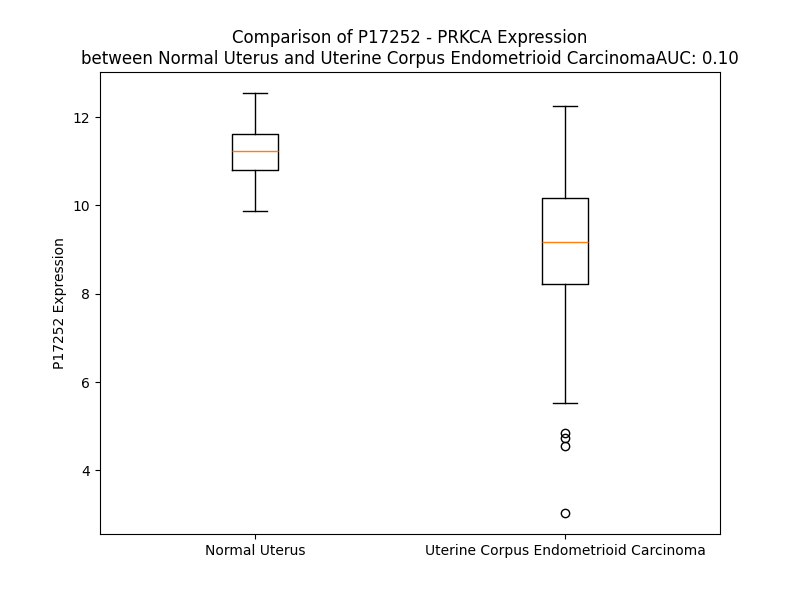 Comparison of P17252 - PRKCA Expression
between Normal Uterus and Uterine Corpus Endometrioid CarcinomaAUC: 0.10
P17252 Expression
12
10
8
6
4
Normal Uterus
Uterine Corpus Endometrioid Carcinoma